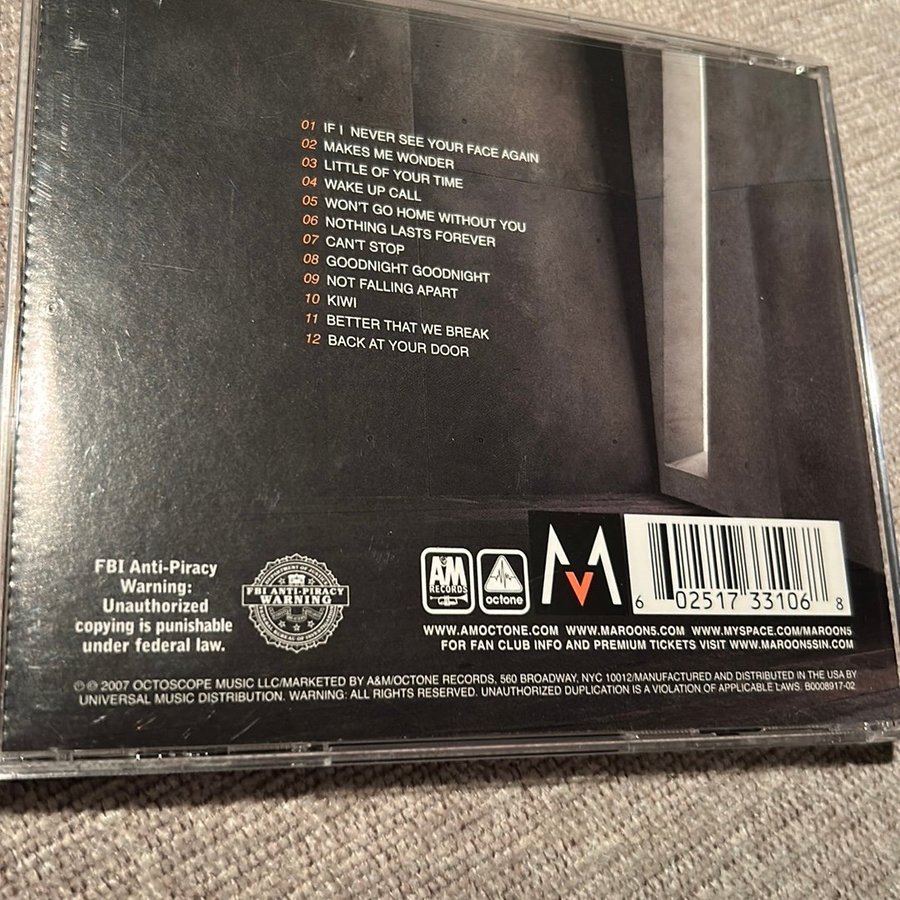 01 IF I NEVER SEE YOUR FACE AGAIN
02 MAKES ME WONDER
03 LITTLE OF YOUR TIME
04 WAKE UP CALL
05 WON'T GO HOME WITHOUT YOU
06 NOTHING LASTS FOREVER
07 CAN'T STOP
08 GOODNIGHT GOODNIGHT
09 NOT FALLING APART
10 KIWI
11 BETTER THAT WE BREAK
12 BACK AT YOUR DOOR
FBI Anti-Piracy
Warning:
Unauthorized
copying is punishable
under federal law.
FBI ANTI-PIRACY
WARNING
A&M
RECORDS
octone
M
6 02517 33106 8
WWW.AMOCTONE.COM WWW.MAROON5.COM WWW.MYSPACE.COM/MAROON5
FOR FAN CLUB INFO AND PREMIUM TICKETS VISIT WWW.MAROON5SIN.COM
℗ © 2007 OCTOSCOPE MUSIC LLC/MARKETED BY A&M/OCTONE RECORDS, 560 BROADWAY, NYC 10012/MANUFACTURED AND DISTRIBUTED IN THE USA BY
UNIVERSAL MUSIC DISTRIBUTION. WARNING: ALL RIGHTS RESERVED. UNAUTHORIZED DUPLICATION IS A VIOLATION OF APPLICABLE LAWS. B0008917-02